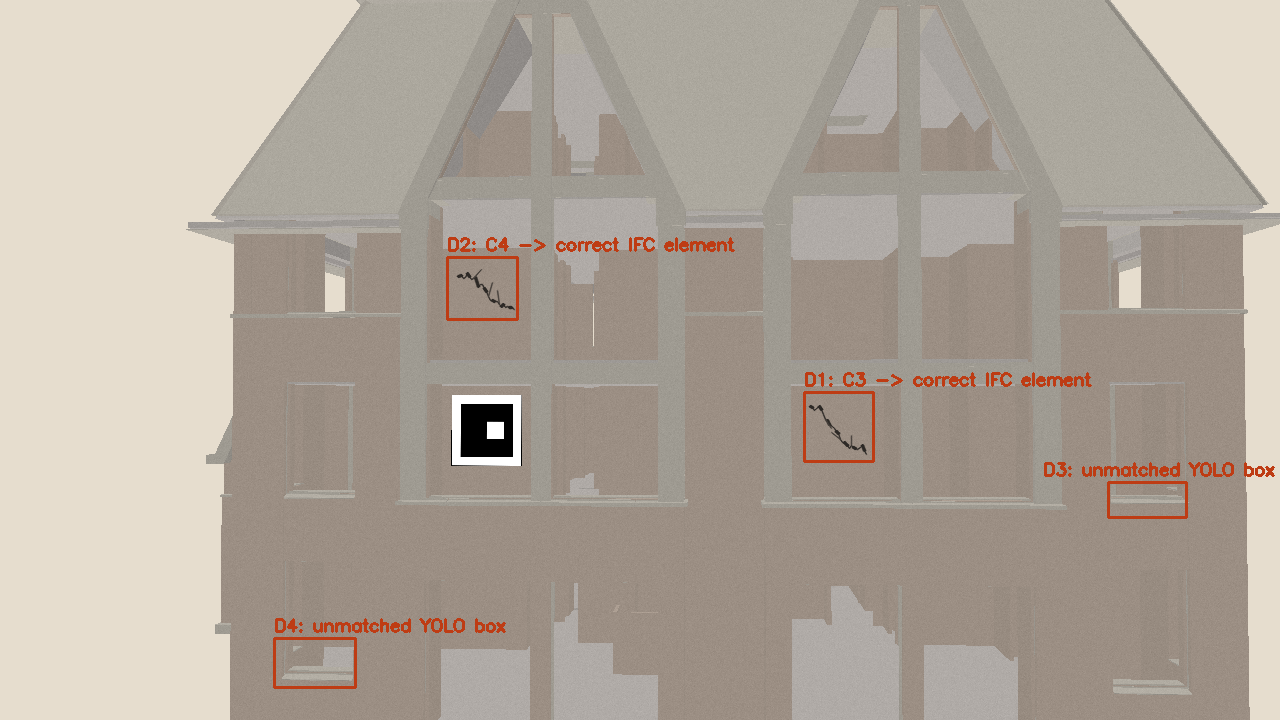 D2: C4 -> correct IFC element
D1: C3 -> correct IFC element
D3: unmatched YOLO box
D4: unmatched YOLO box